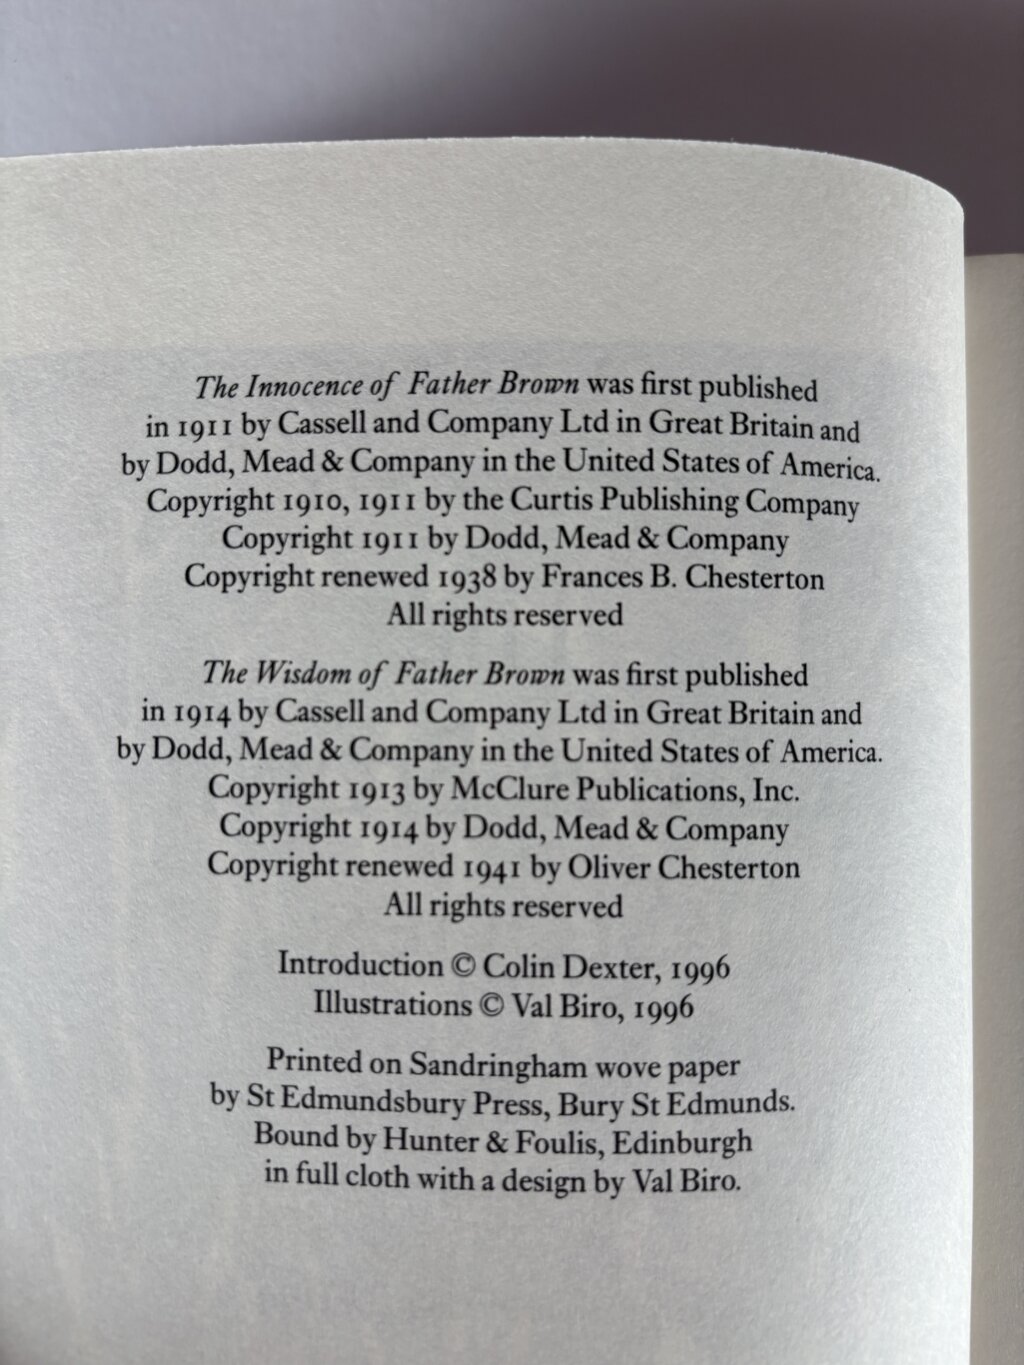 The Innocence of Father Brown was first published
in 1911 by Cassell and Company Ltd in Great Britain and
by Dodd, Mead & Company in the United States of America.
Copyright 1910, 1911 by the Curtis Publishing Company
Copyright 1911 by Dodd, Mead & Company
Copyright renewed 1938 by Frances B. Chesterton
All rights reserved
The Wisdom of Father Brown was first published
in 1914 by Cassell and Company Ltd in Great Britain and
by Dodd, Mead & Company in the United States of America.
Copyright 1913 by McClure Publications, Inc.
Copyright 1914 by Dodd, Mead & Company
Copyright renewed 1941 by Oliver Chesterton
All rights reserved
Introduction © Colin Dexter, 1996
Illustrations © Val Biro, 1996
Printed on Sandringham wove paper
by St Edmundsbury Press, Bury St Edmunds.
Bound by Hunter & Foulis, Edinburgh
in full cloth with a design by Val Biro.